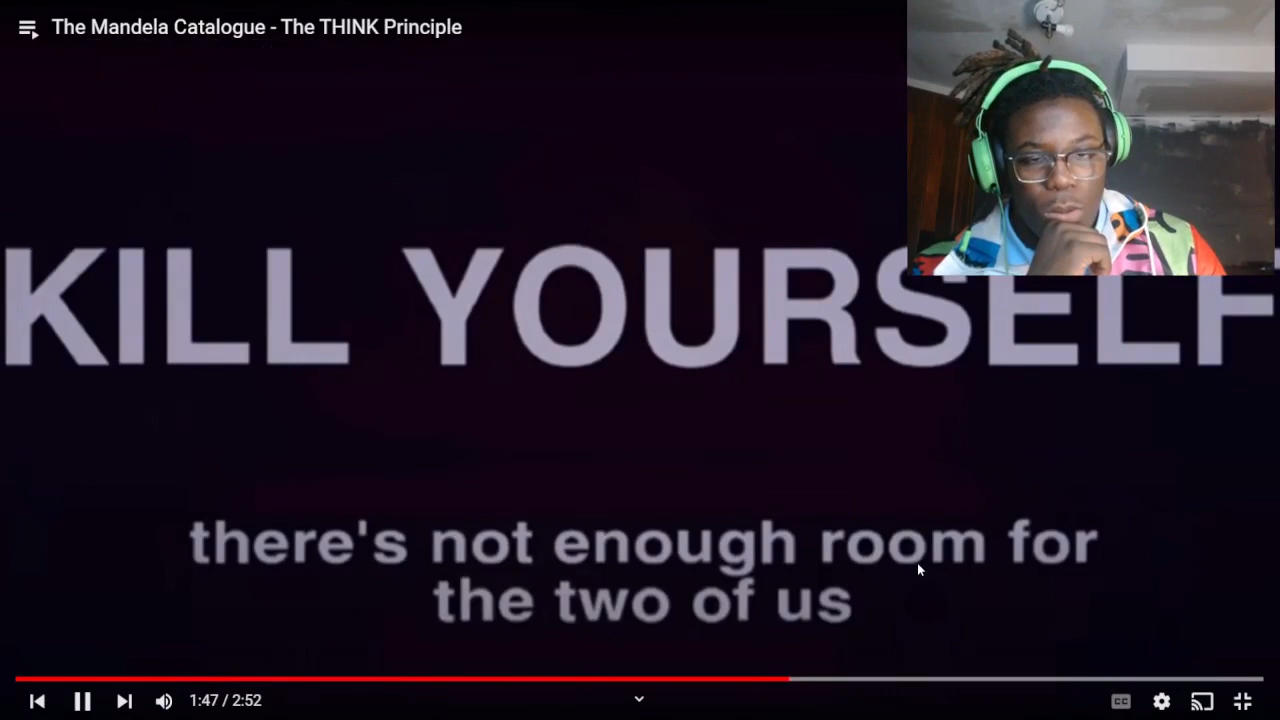 The Mandela Catalogue - The THINK Principle
KILL YOURSELF
there's not enough room for
the two of us
1:47 / 2:52
CC